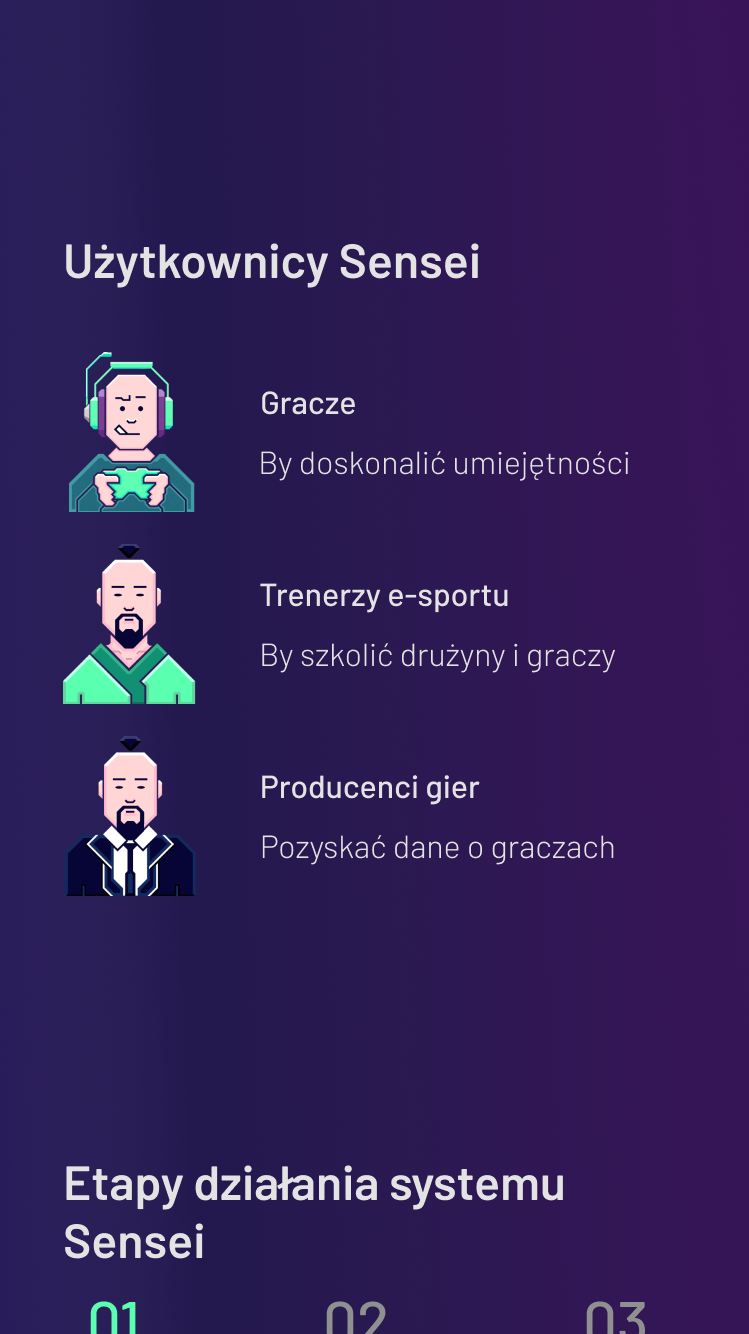 Użytkownicy Sensei
Gracze
By doskonalić umiejętności
Trenerzy e-sportu
By szkolić drużyny i graczy
Producenci gier
Pozyskać dane o graczach
Etapy działania systemu
Sensei
01 02 03